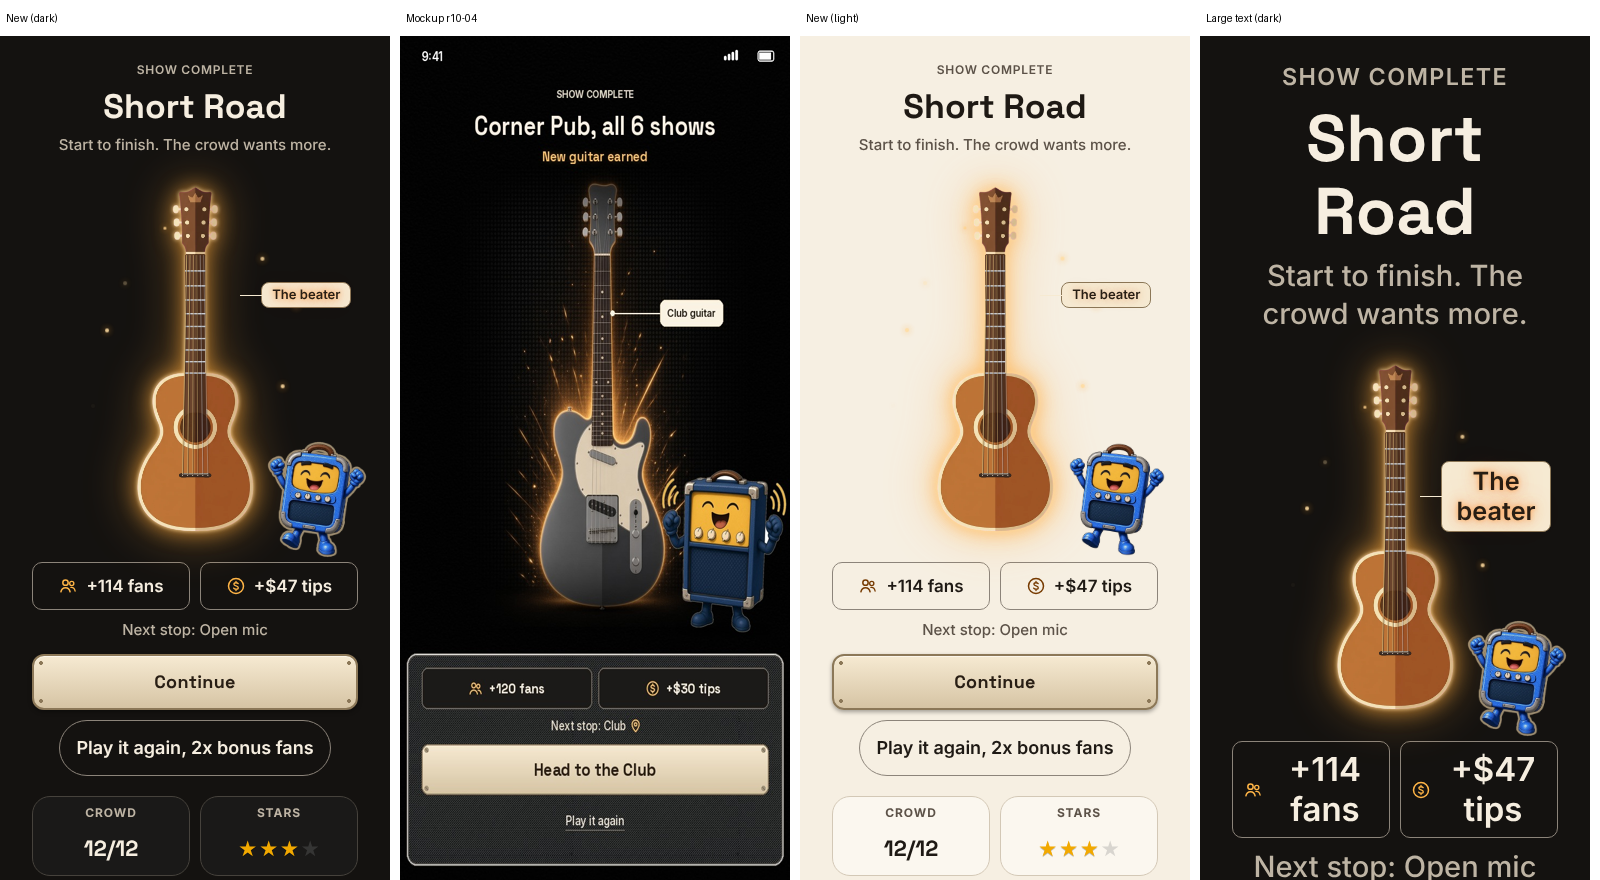 New (dark)
SHOW COMPLETE
Short Road
Start to finish. The crowd wants more.
The beater
+114 fans
+$47 tips
Next stop: Open mic
Continue
Play it again, 2x bonus fans
CROWD
12/12
STARS
Mockup r10-04
9:41
SHOW COMPLETE
Corner Pub, all 6 shows
New guitar earned
Club guitar
+120 fans
+$30 tips
Next stop: Club
Head to the Club
Play it again
New (light)
SHOW COMPLETE
Short Road
Start to finish. The crowd wants more.
The beater
+114 fans
+$47 tips
Next stop: Open mic
Continue
Play it again, 2x bonus fans
CROWD
12/12
STARS
Large text (dark)
SHOW COMPLETE
Short
Road
Start to finish. The
crowd wants more.
The
beater
+114
fans
+$47
tips
Next stop: Open mic